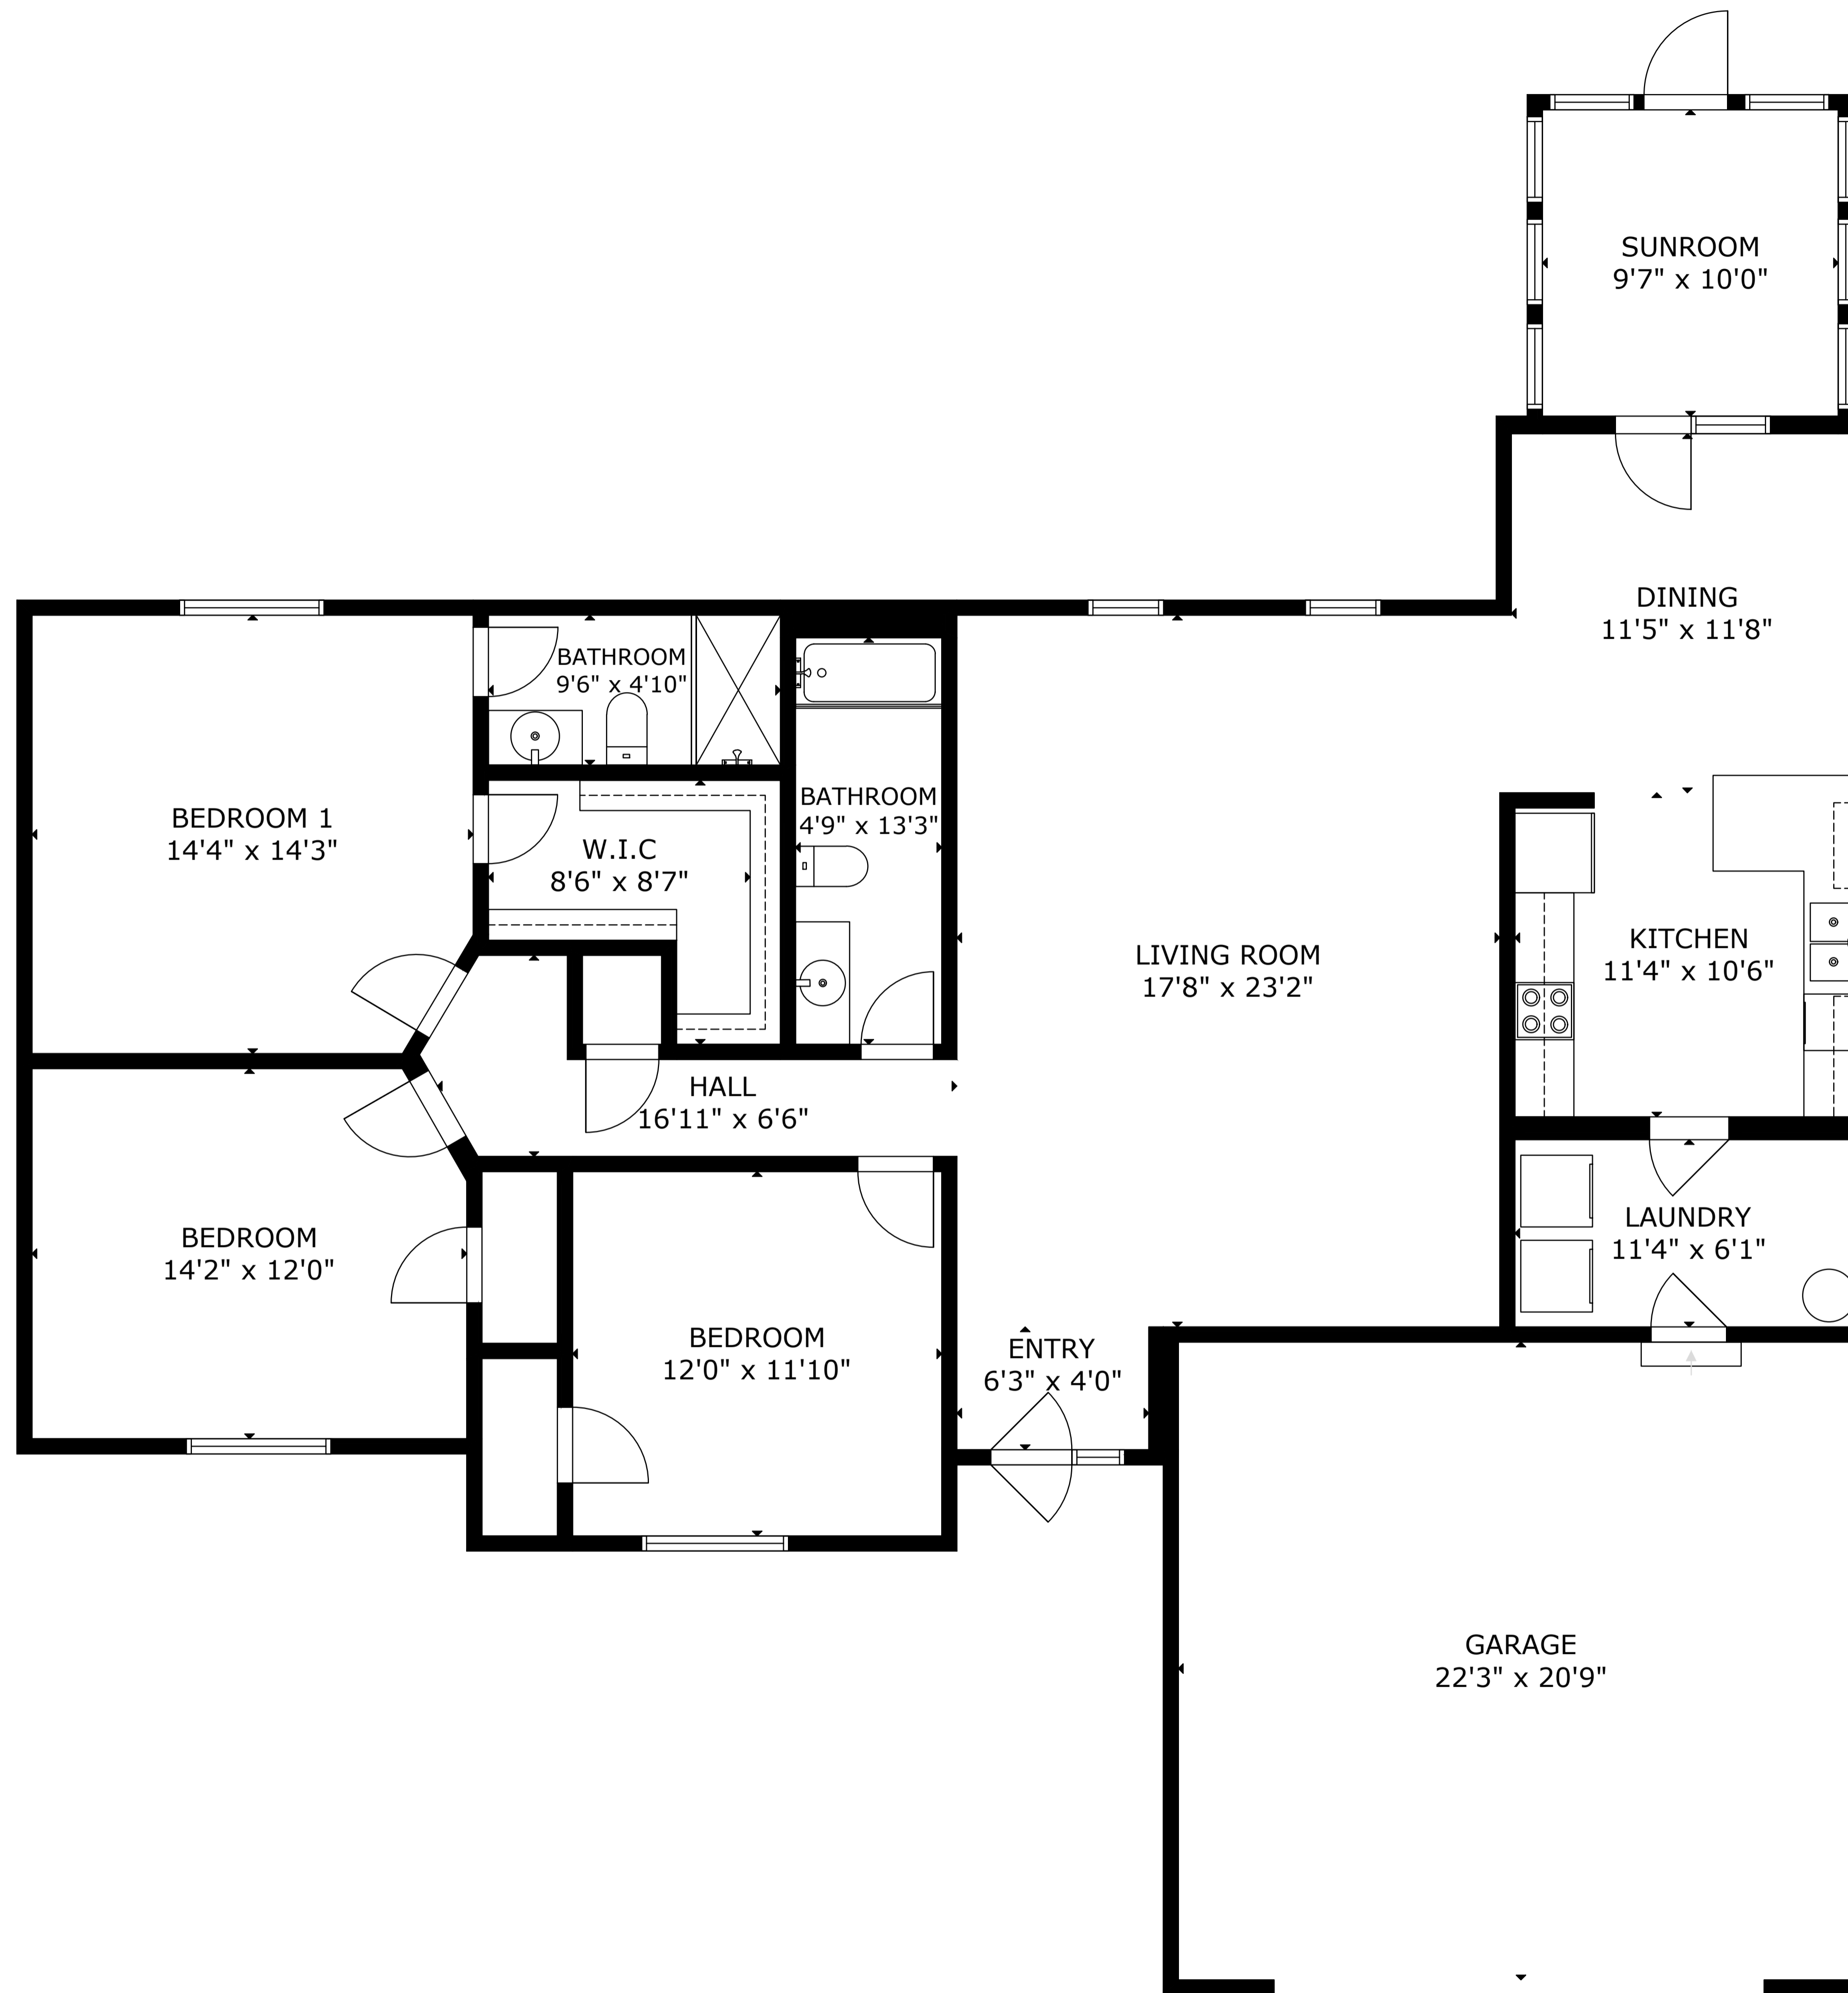 SUNROOM
9'7" x 10'0"
DINING
11'5" x 11'8"
BATHROOM
9'6" x 4'10"
BEDROOM 1
14'4" x 14'3"
W.I.C
8'6" x 8'7"
BATHROOM
4'9" x 13'3"
LIVING ROOM
17'8" x 23'2"
KITCHEN
11'4" x 10'6"
HALL
16'11" x 6'6"
LAUNDRY
11'4" x 6'1"
BEDROOM
14'2" x 12'0"
BEDROOM
12'0" x 11'10"
ENTRY
6'3" x 4'0"
GARAGE
22'3" x 20'9"